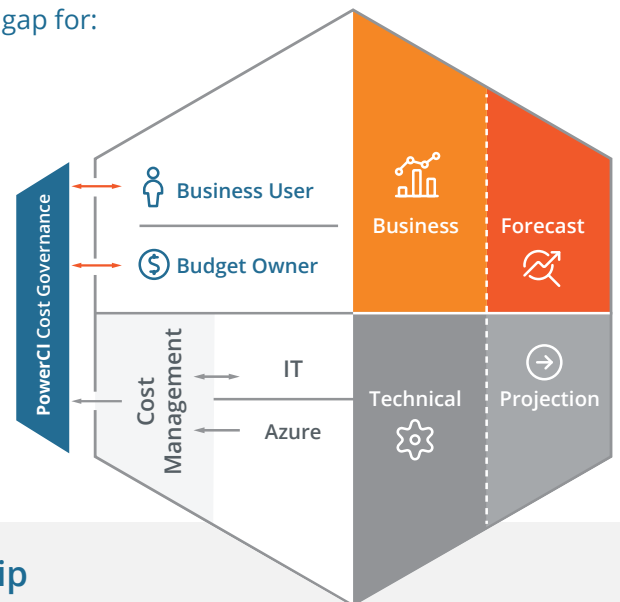 gap for:
PowerCI Cost Governance
Business User
Budget Owner
Business
Forecast
Cost
Management
IT
Azure
Technical
Projection
ip